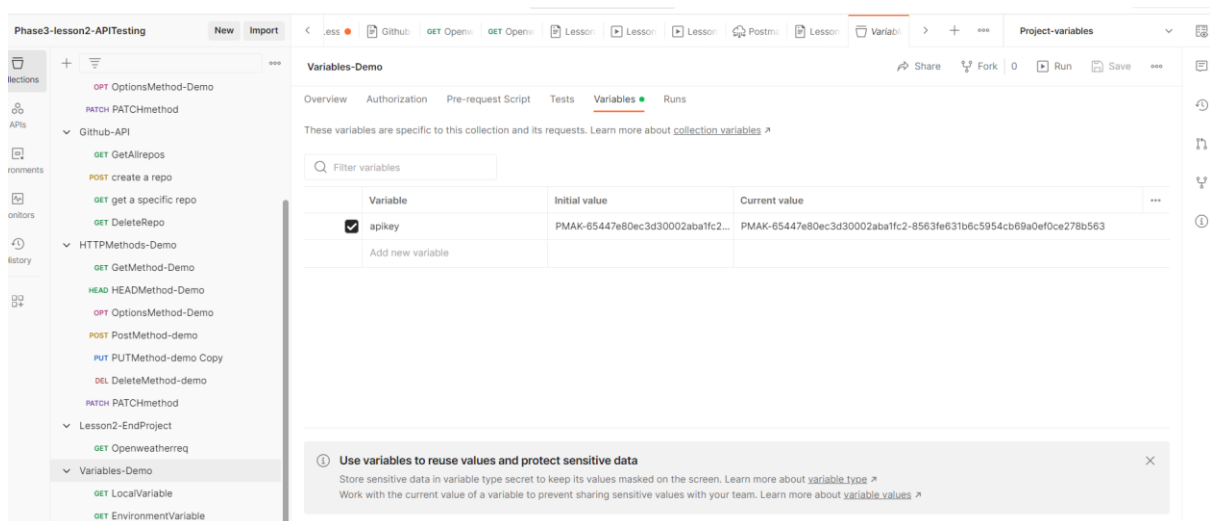 Phase3-lesson2-APITesting New Import
.ess Github GET Openw GET Openw Lesson Lesson Lesson Postma Lesson Variabl Project-variables
llections
APIs
ronments
onitors
History
OPT OptionsMethod-Demo
PATCH PATCHmethod
Github-API
GET GetAllrepos
POST create a repo
GET get a specific repo
GET DeleteRepo
HTTPMethods-Demo
GET GetMethod-Demo
HEAD HEADMethod-Demo
OPT OptionsMethod-Demo
POST PostMethod-demo
PUT PUTMethod-demo Copy
DEL DeleteMethod-demo
PATCH PATCHmethod
Lesson2-EndProject
GET Openweatherreq
Variables-Demo
GET LocalVariable
GET EnvironmentVariable
Variables-Demo Share Fork 0 Run Save
Overview Authorization Pre-request Script Tests Variables Runs
These variables are specific to this collection and its requests. Learn more about collection variables
Filter variables
Variable Initial value Current value
apikey PMAK-65447e80ec3d30002aba1fc2... PMAK-65447e80ec3d30002aba1fc2-8563fe631b6c5954cb69a0ef0ce278b563
Add new variable
Use variables to reuse values and protect sensitive data
Store sensitive data in variable type secret to keep its values masked on the screen. Learn more about variable type
Work with the current value of a variable to prevent sharing sensitive values with your team. Learn more about variable values